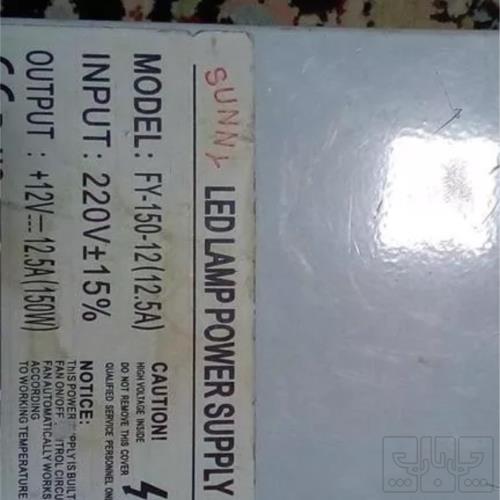 SUNNY
LED LAMP POWER SUPPLY
MODEL: FY-150-12(12.5A)
INPUT: 220V±15%
OUTPUT : +12V⎓12.5A(150W)
CAUTION!
HIGH VOLTAGE INSIDE
DO NOT REMOVE THIS COVER
QUALIFIED SERVICE PERSONNEL
NOTICE:
THIS POWER IS BUILT
FAN ON/OFF
FAN AUTOMATICALLY WORKS
ACCORDING
TO WORKING TEMPERATURE